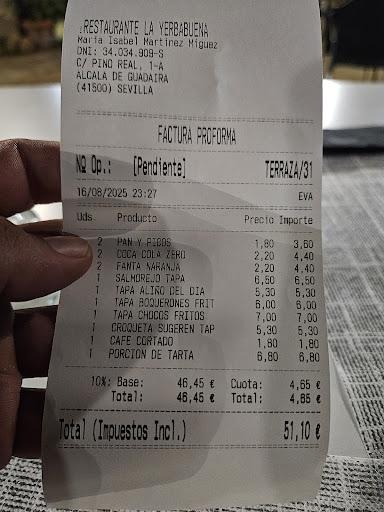 RESTAURANTE LA YERBABUENA
María Isabel Martínez Míguez
DNI: 34.034.909-S
C/ PINO REAL, 1-A
ALCALA DE GUADAIRA
(41500) SEVILLA
FACTURA PROFORMA
Nº Op.: [Pendiente] TERRAZA/31
16/08/2025 23:27 EVA
Uds. Producto Precio Importe
2 PAN Y PICOS 1,80 3,60
2 COCA COLA ZERO 2,20 4,40
2 FANTA NARANJA 2,20 4,40
1 SALMOREJO TAPA 6,50 6,50
1 TAPA ALIÑO DEL DIA 5,30 5,30
1 TAPA BOQUERONES FRIT 6,00 6,00
1 TAPA CHOCOS FRITOS 7,00 7,00
1 CROQUETA SUGEREN TAP 5,30 5,30
1 CAFE CORTADO 1,80 1,80
1 PORCION DE TARTA 6,80 6,80
10%: Base: 46,45 € Cuota: 4,65 €
Total: 46,45 € Total: 4,65 €
Total (Impuestos Incl.) 51,10 €